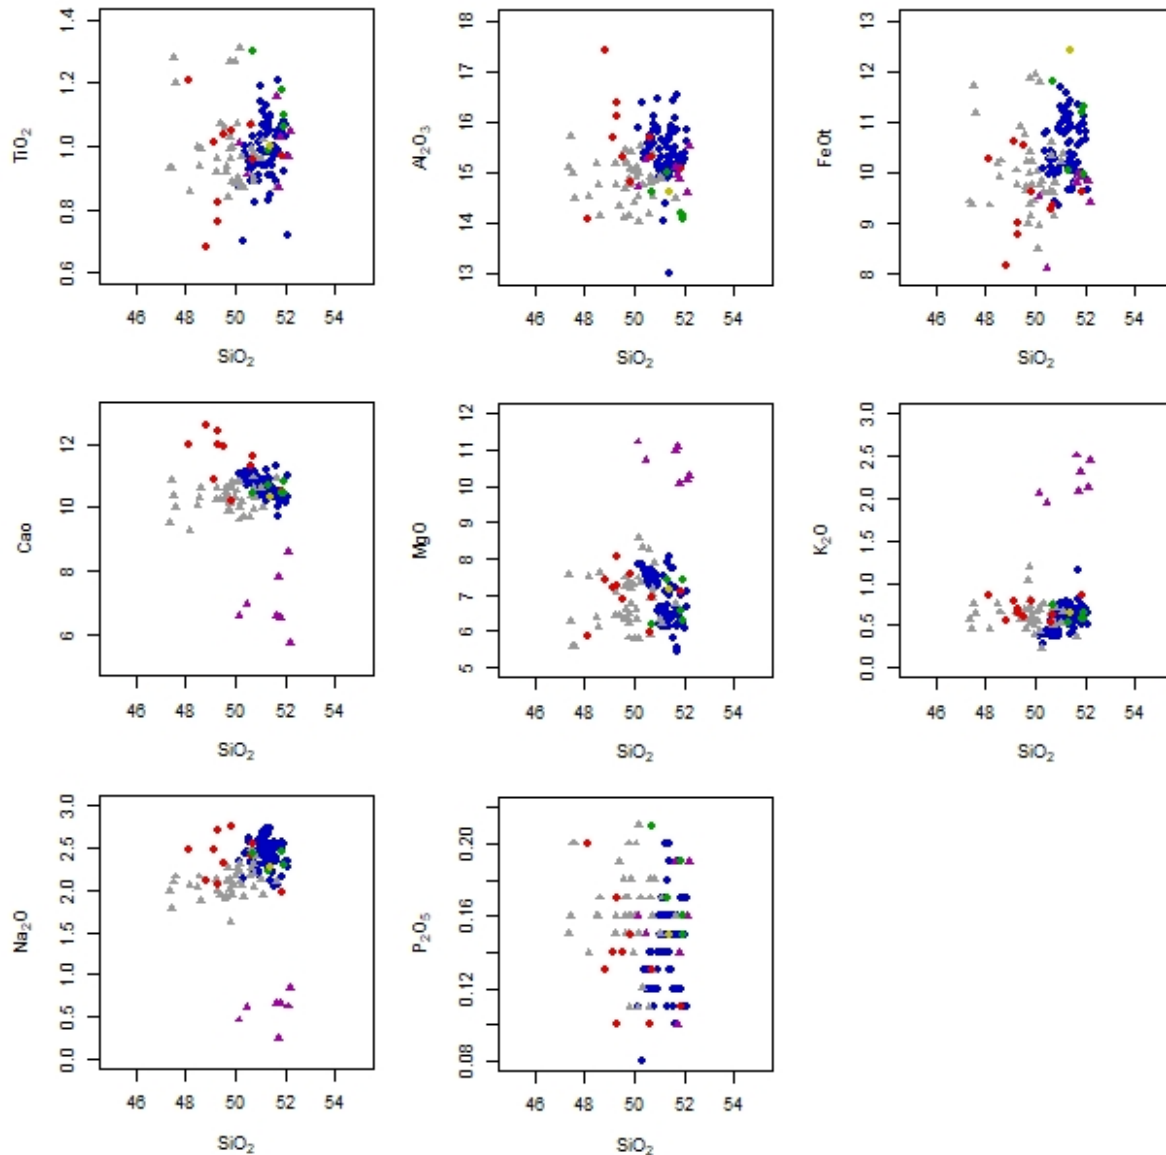 TiO₂
1.4
1.2
1.0
0.8
0.6
46 48 50 52 54
SiO₂
Al₂O₃
18
17
16
15
14
13
46 48 50 52 54
SiO₂
FeOt
13
12
11
10
9
8
46 48 50 52 54
SiO₂
Cao
12
10
8
6
46 48 50 52 54
SiO₂
MgO
12
11
10
9
8
7
6
5
46 48 50 52 54
SiO₂
K₂O
3.0
2.5
2.0
1.5
1.0
0.5
0.0
46 48 50 52 54
SiO₂
Na₂O
3.0
2.5
2.0
1.5
1.0
0.5
0.0
46 48 50 52 54
SiO₂
P₂O₅
0.20
0.16
0.12
0.08
46 48 50 52 54
SiO₂